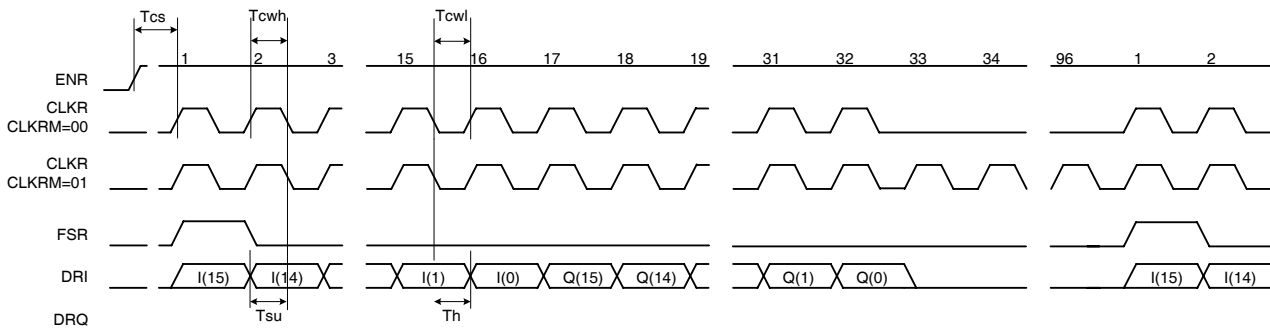 Tcs Tcwh Tcwl
1 2 3 15 16 17 18 19 31 32 33 34 96 1 2
ENR
CLKR
CLKRM=00
CLKR
CLKRM=01
FSR
DRI I(15) I(14) I(1) I(0) Q(15) Q(14) Q(1) Q(0) I(15) I(14)
Tsu Th
DRQ